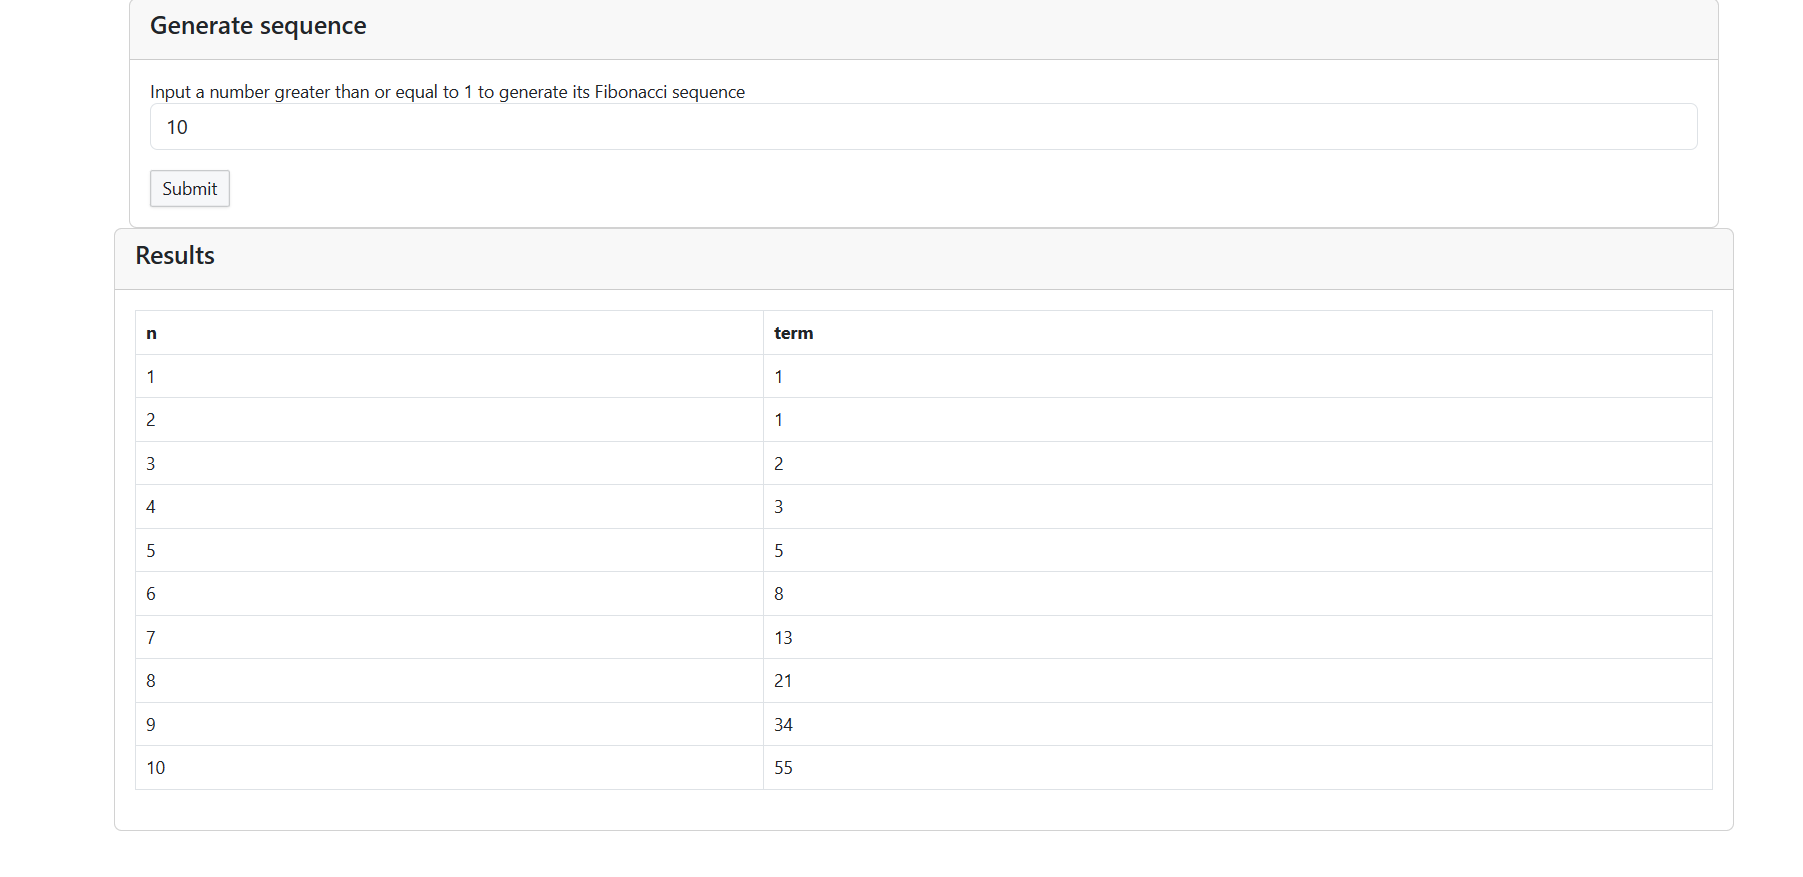 Generate sequence
Input a number greater than or equal to 1 to generate its Fibonacci sequence
10
Submit
Results
n term
1 1
2 1
3 2
4 3
5 5
6 8
7 13
8 21
9 34
10 55